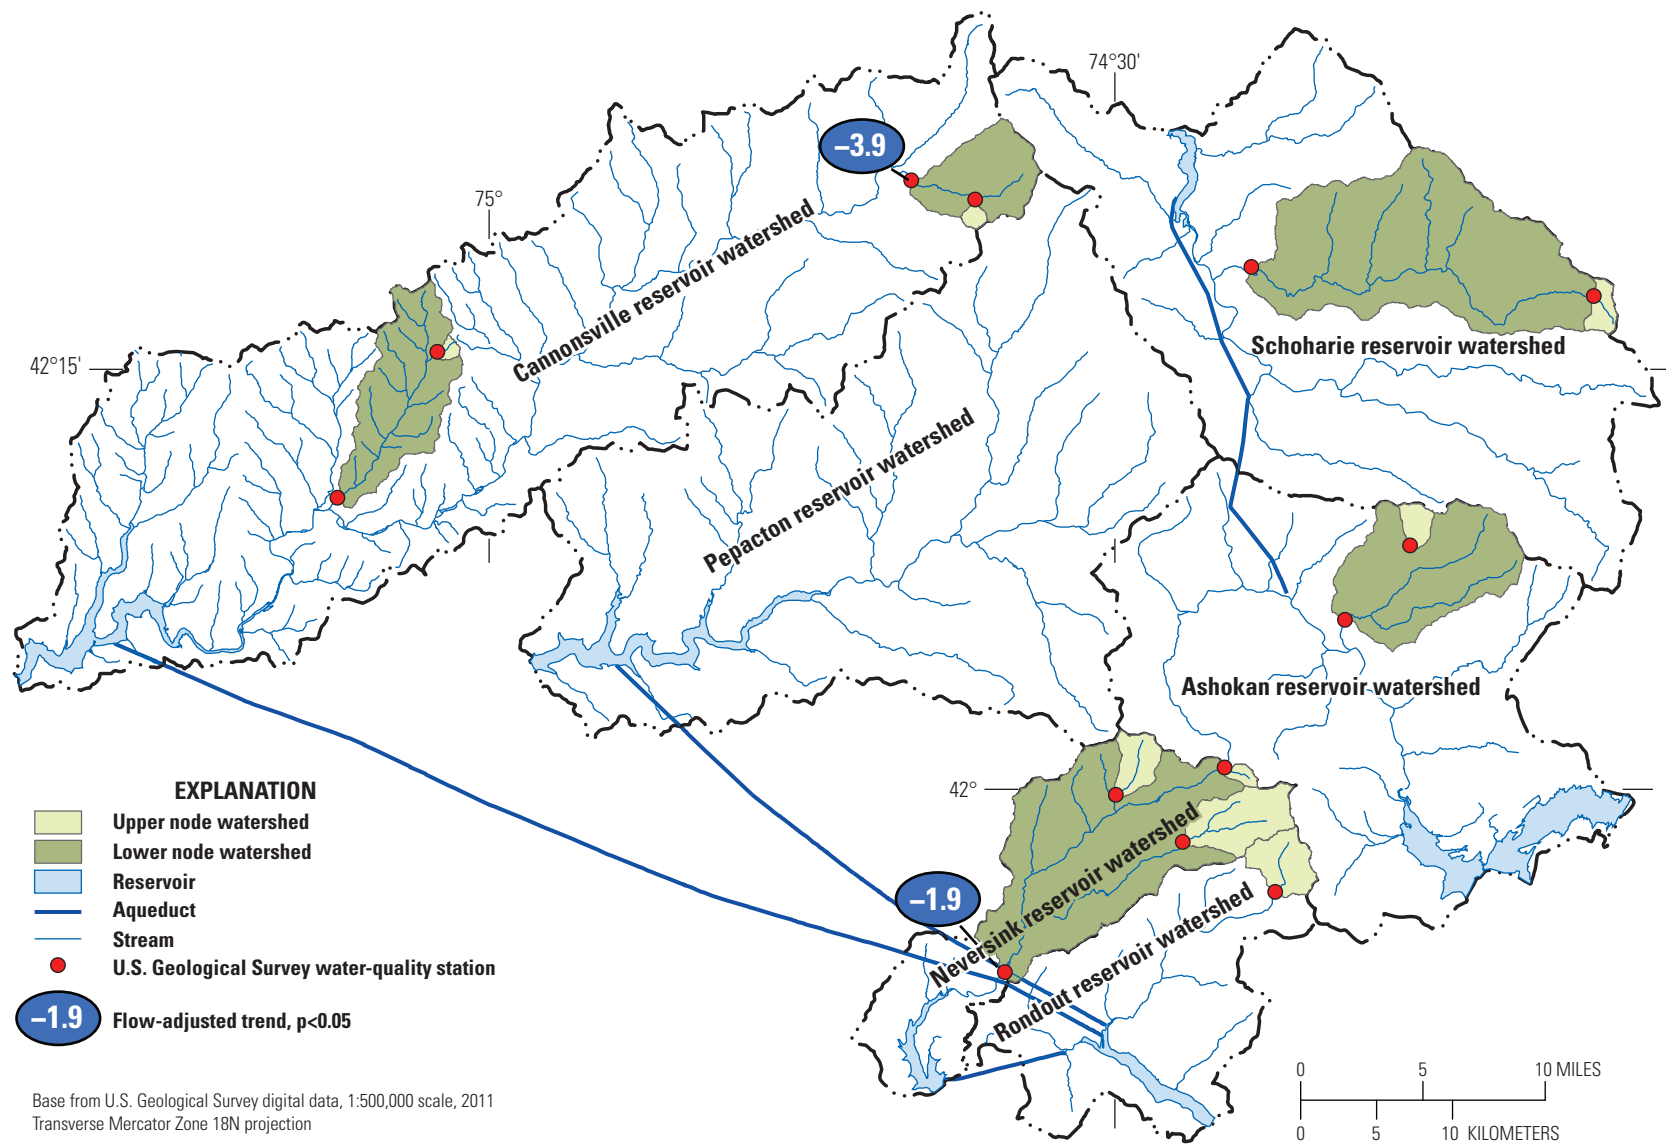 74°30'
–3.9
75°
Cannonsville reservoir watershed
42°15'
Schoharie reservoir watershed
Pepacton reservoir watershed
Ashokan reservoir watershed
42°
Neversink reservoir watershed
–1.9
Rondout reservoir watershed
EXPLANATION
Upper node watershed
Lower node watershed
Reservoir
Aqueduct
Stream
U.S. Geological Survey water-quality station
–1.9 Flow-adjusted trend, p<0.05
Base from U.S. Geological Survey digital data, 1:500,000 scale, 2011
Transverse Mercator Zone 18N projection
0 5 10 MILES
0 5 10 KILOMETERS